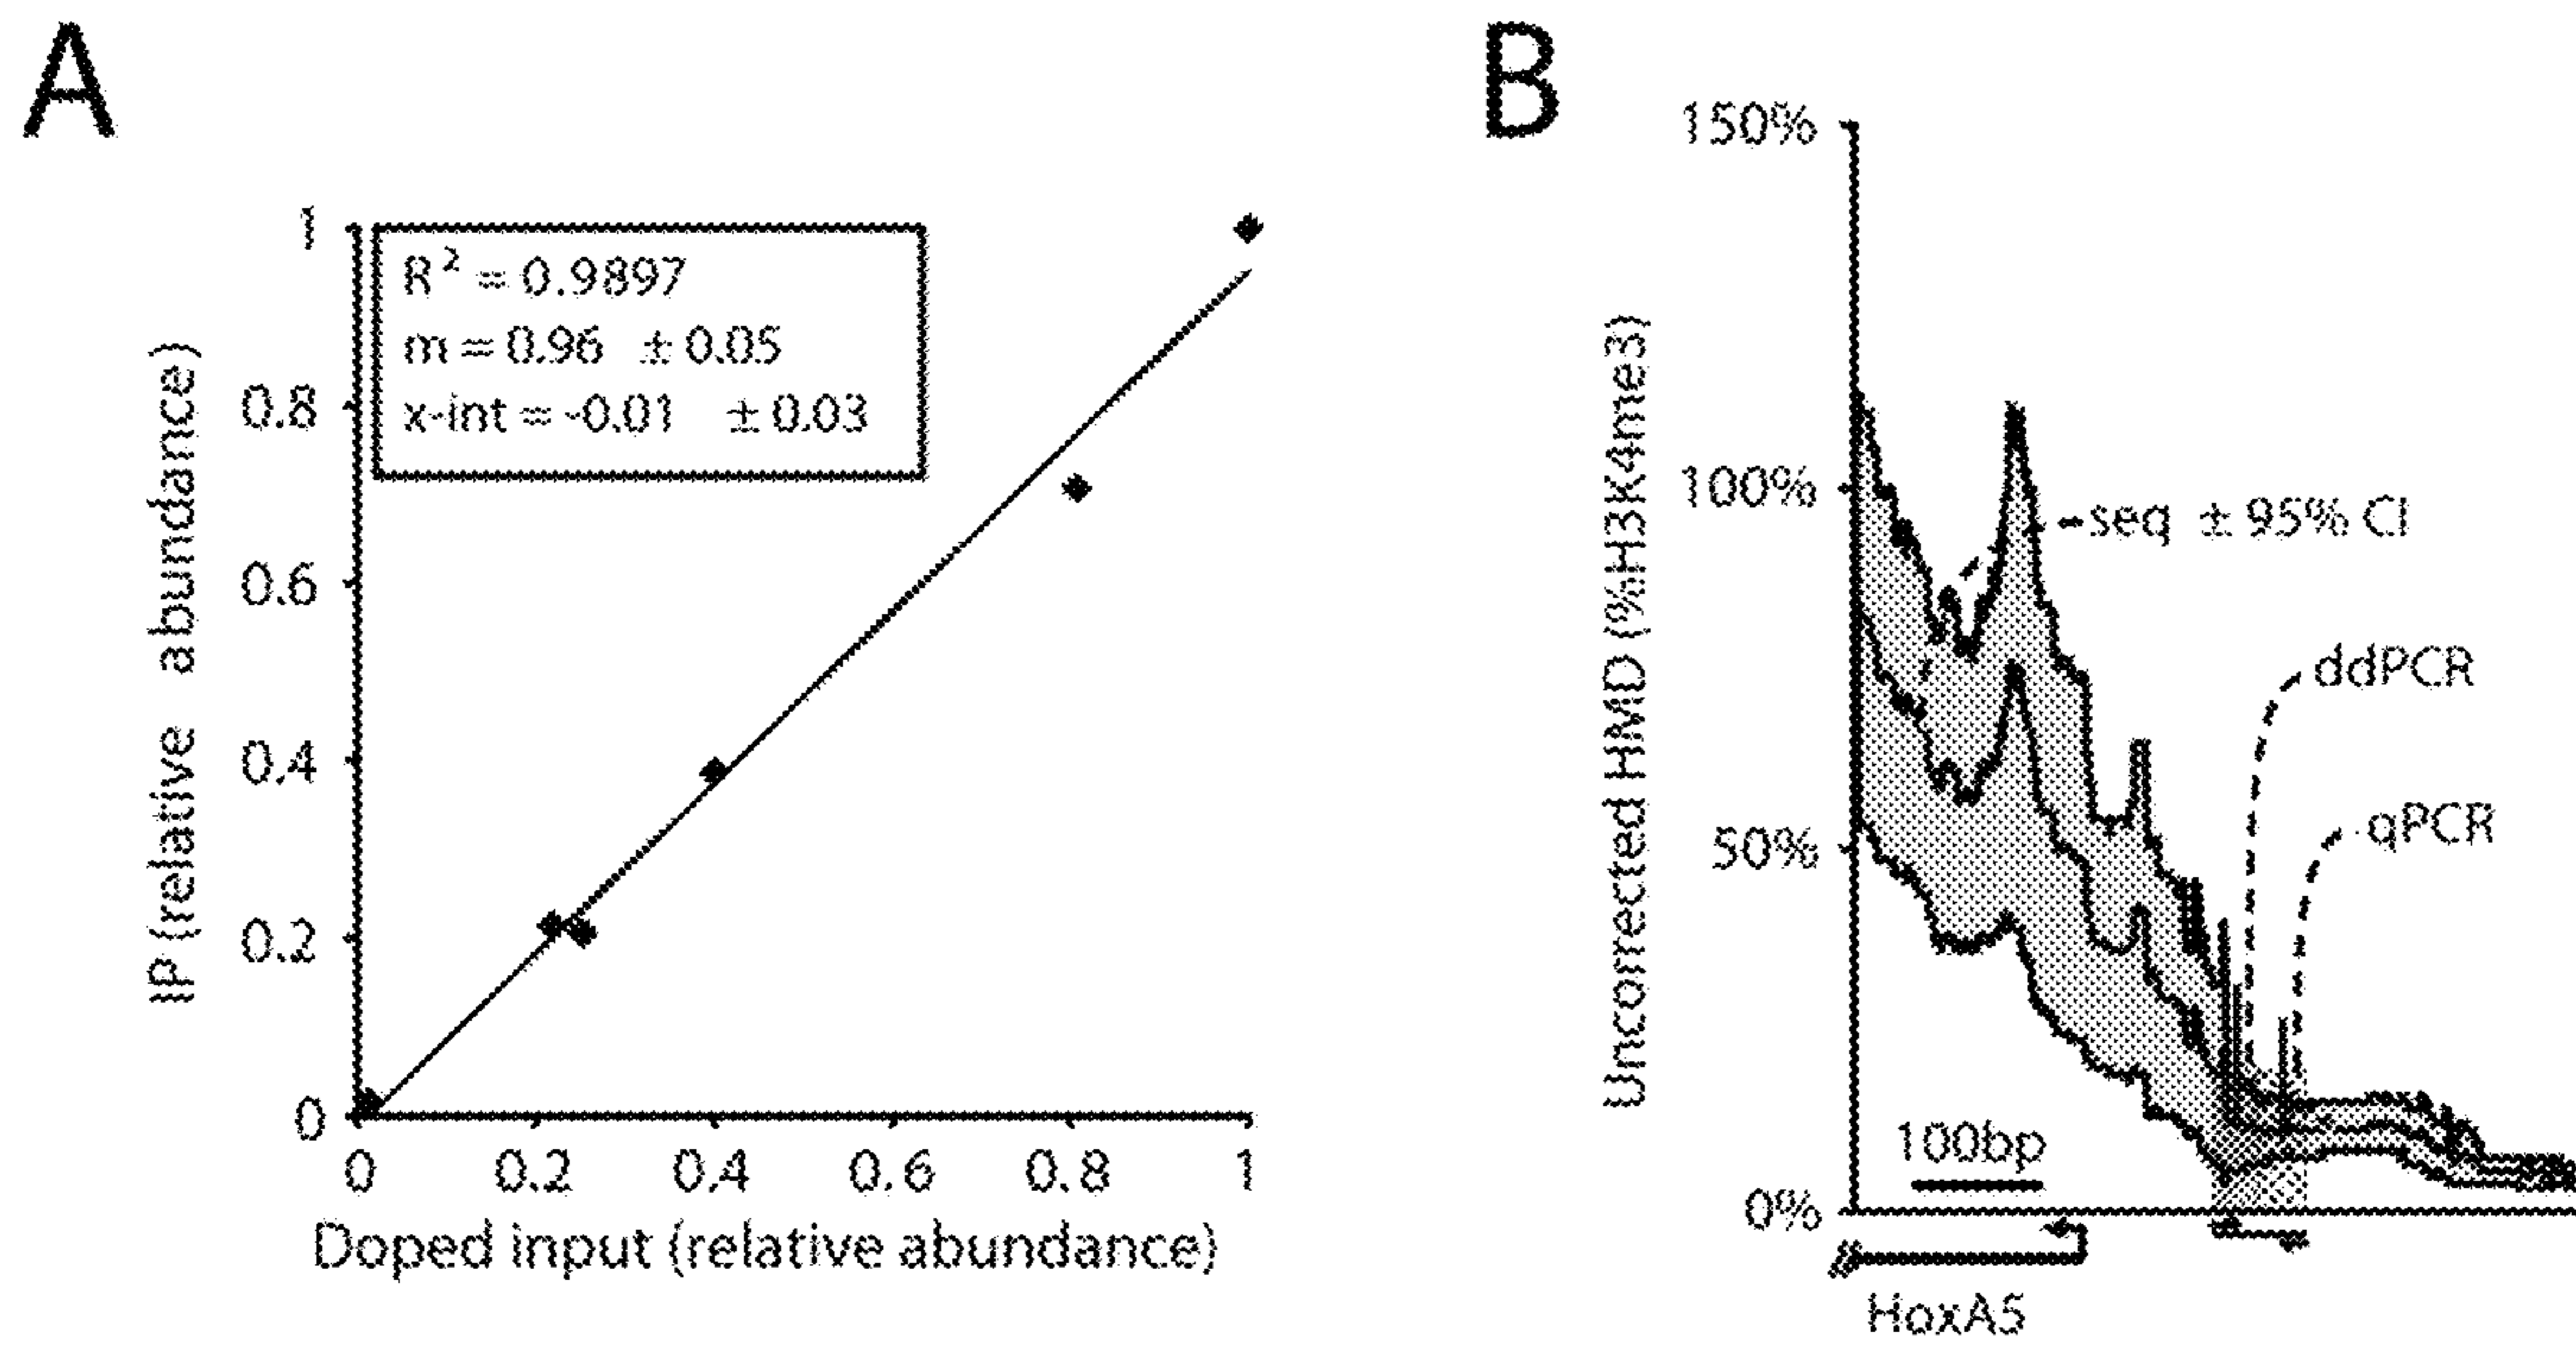 A
IP (relative abundance)
1
0.8
0.6
0.4
0.2
0
R² = 0.9897
m = 0.96 ± 0.05
x-int = -0.01 ± 0.03
0 0.2 0.4 0.6 0.8 1
Doped input (relative abundance)
B
Uncorrected HMD (%H3K4me3)
150%
100%
50%
0%
seq ± 95% CI
ddPCR
qPCR
100bp
HoxA5